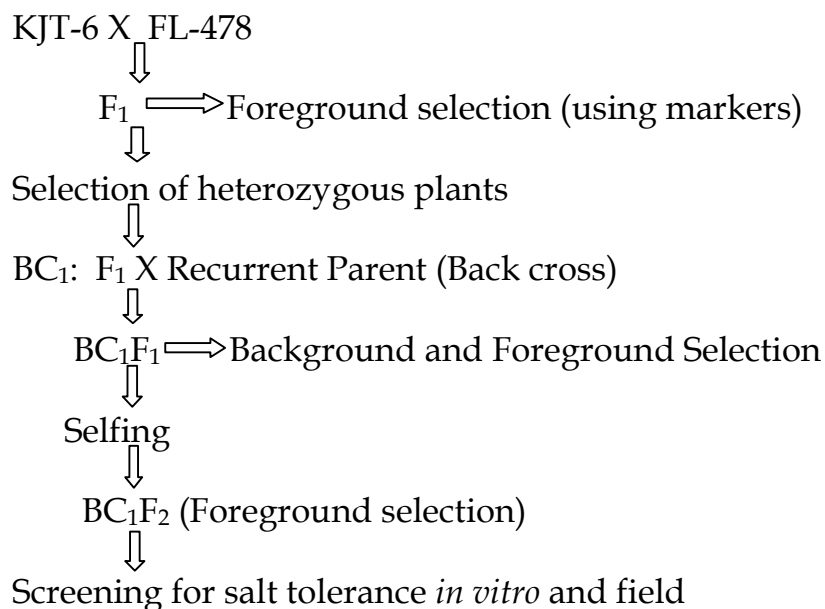 KJT-6 X FL-478
F₁ Foreground selection (using markers)
Selection of heterozygous plants
BC₁: F₁ X Recurrent Parent (Back cross)
BC₁F₁ Background and Foreground Selection
Selfing
BC₁F₂ (Foreground selection)
Screening for salt tolerance in vitro and field